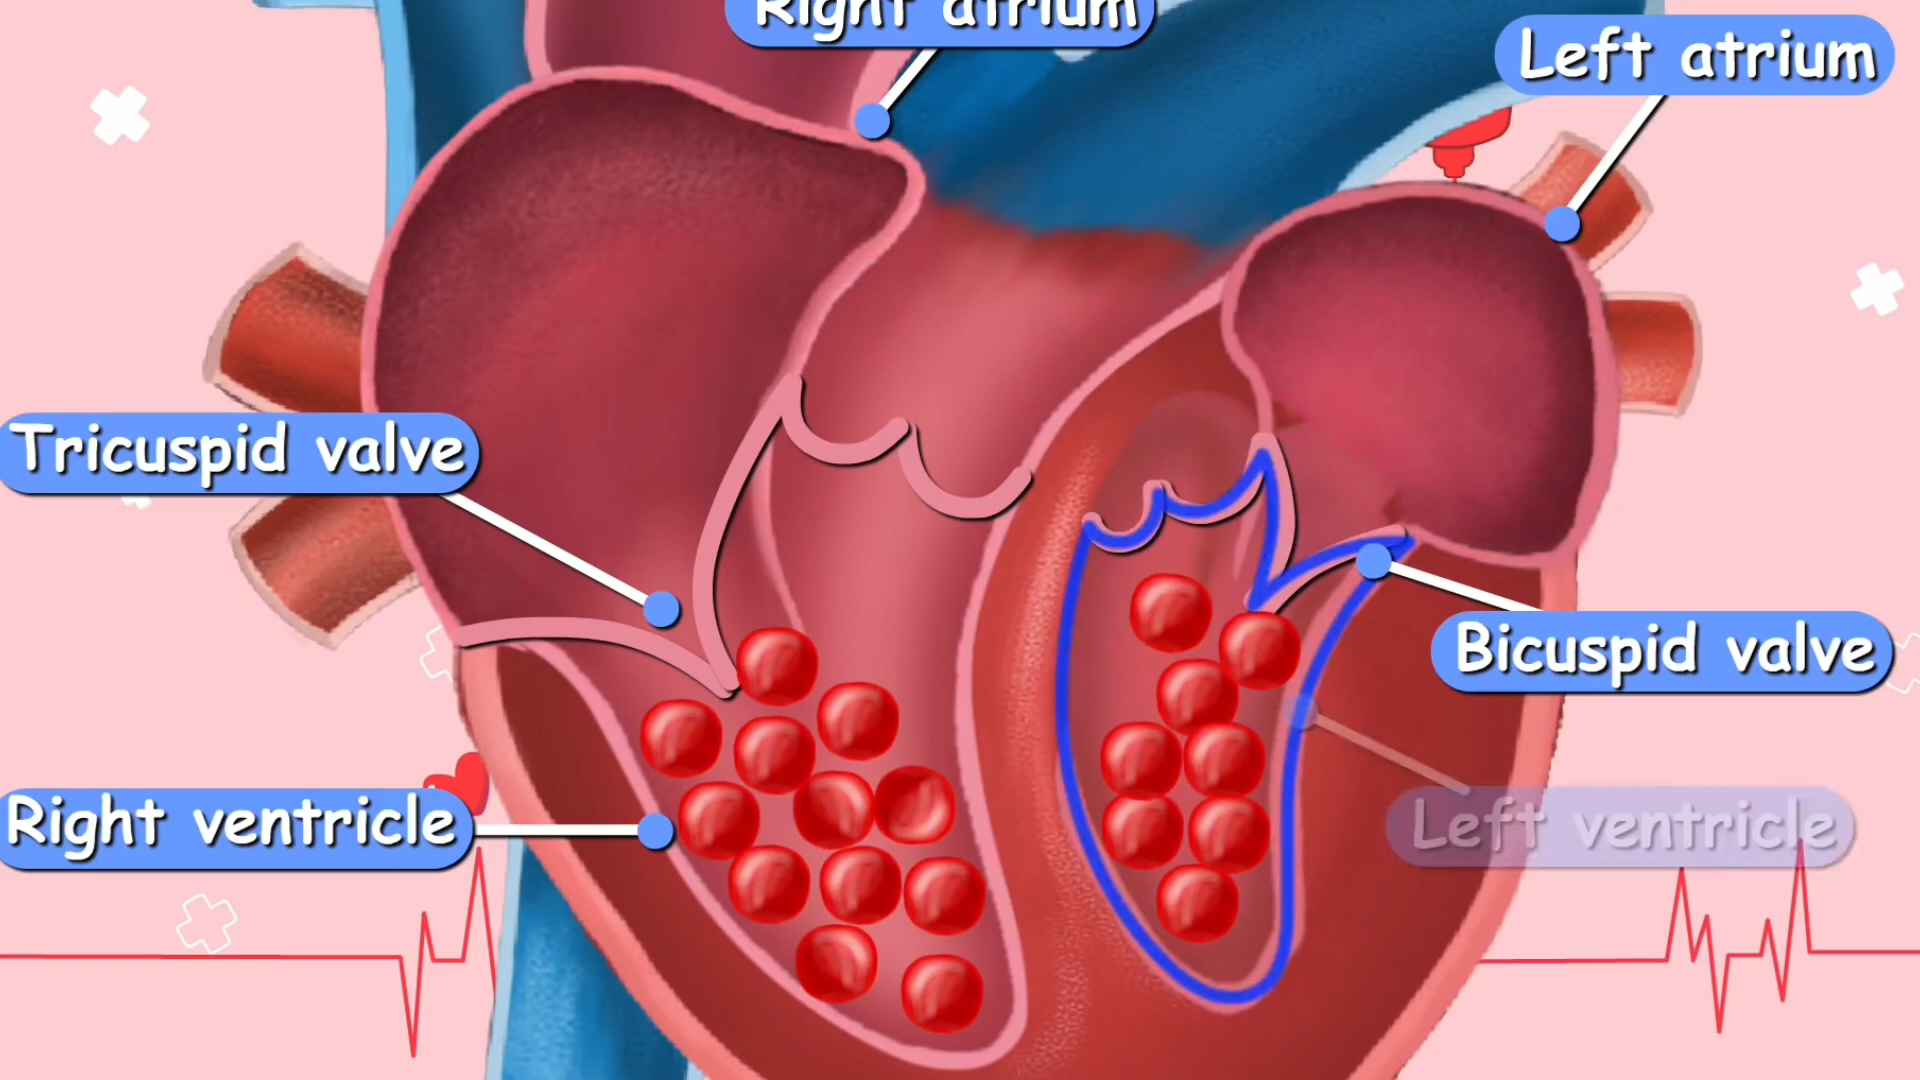 Right atrium
Left atrium
Tricuspid valve
Bicuspid valve
Right ventricle
Left ventricle